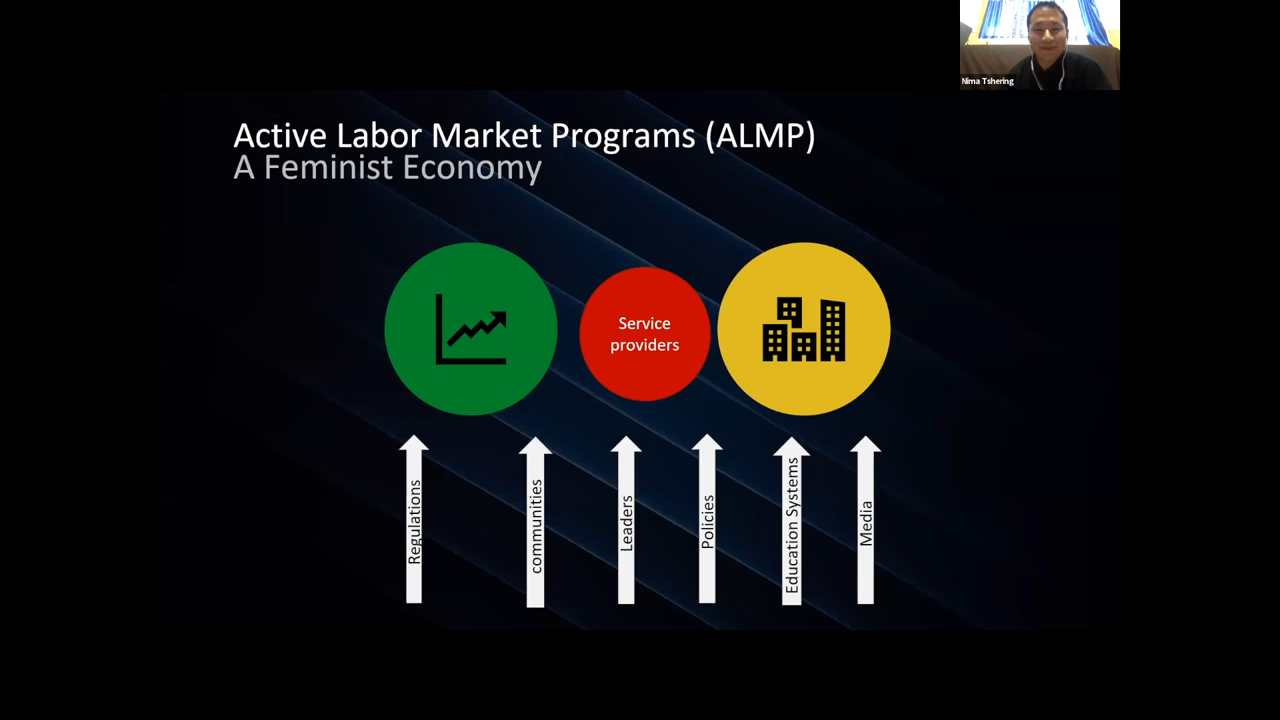 Nima Tshering
Active Labor Market Programs (ALMP)
A Feminist Economy
Service
providers
Regulations
communities
Leaders
Policies
Education Systems
Media